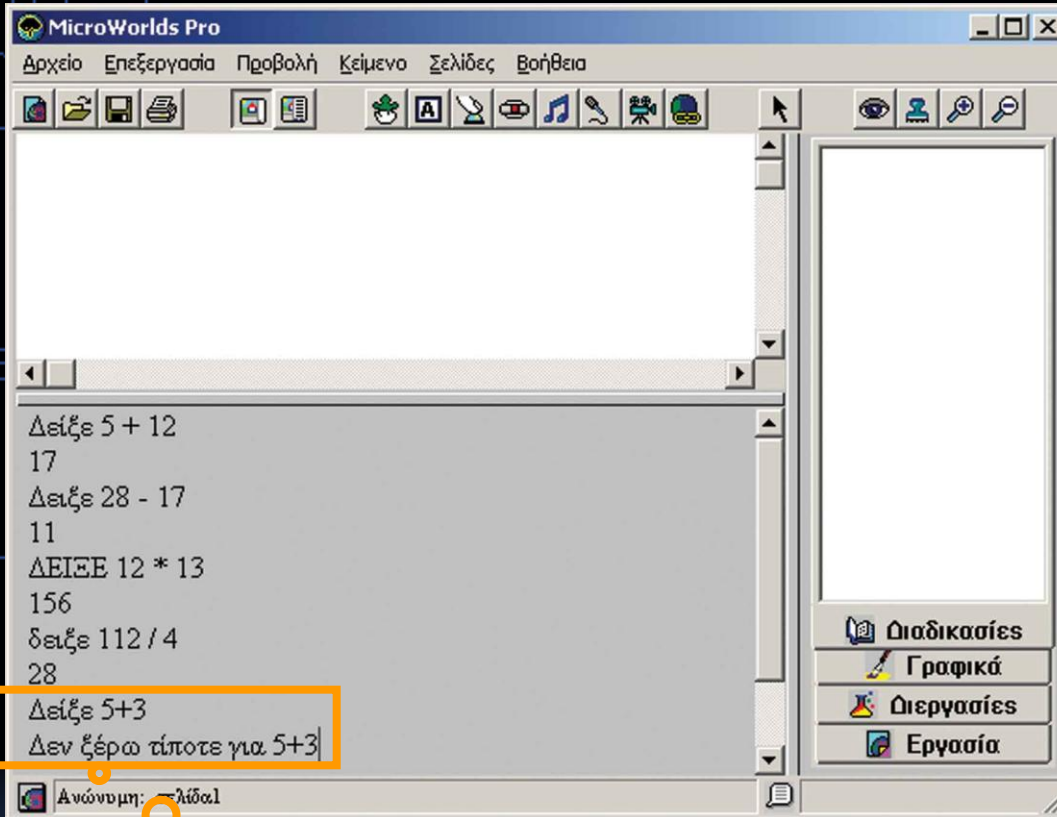 MicroWorlds Pro
Αρχείο Επεξεργασία Προβολή Κείμενο Σελίδες Βοήθεια
Δείξε 5 + 12
17
Δειξε 28 - 17
11
ΔΕΙΞΕ 12 * 13
156
δειξε 112 / 4
28
Δείξε 5+3
Δεν ξέρω τίποτε για 5+3
Διαδικασίες
Γραφικά
Διεργασίες
Εργασία
Ανώνυμη: